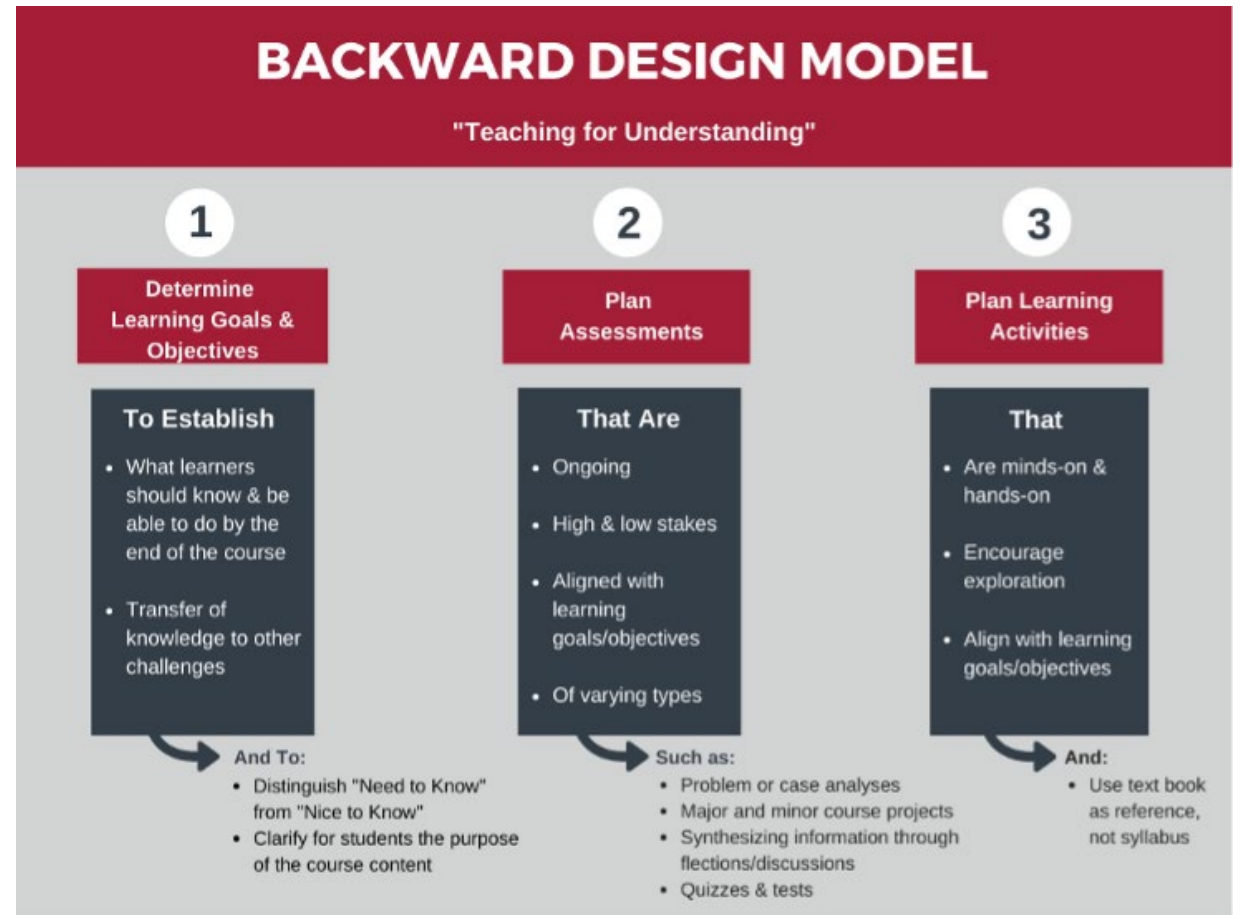 BACKWARD DESIGN MODEL
"Teaching for Understanding"
1
Determine
Learning Goals &
Objectives
To Establish
• What learners
should know & be
able to do by the
end of the course
• Transfer of
knowledge to other
challenges
And To:
• Distinguish "Need to Know"
from "Nice to Know"
• Clarify for students the purpose
of the course content
2
Plan
Assessments
That Are
• Ongoing
• High & low stakes
• Aligned with
learning
goals/objectives
• Of varying types
Such as:
• Problem or case analyses
• Major and minor course projects
• Synthesizing information through
flections/discussions
• Quizzes & tests
3
Plan Learning
Activities
That
• Are minds-on &
hands-on
• Encourage
exploration
• Align with learning
goals/objectives
And:
• Use text book
as reference,
not syllabus